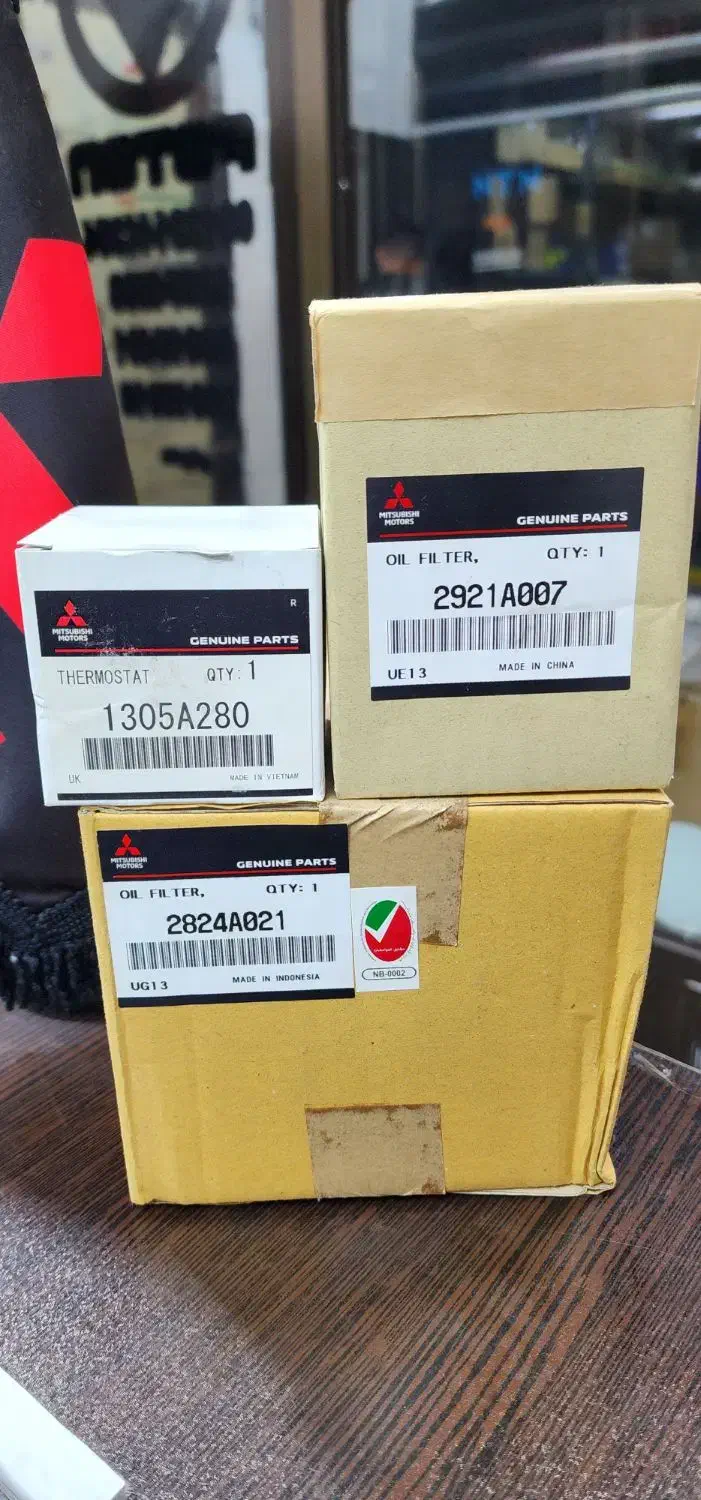 MITSUBISHI
MOTORS
GENUINE PARTS
OIL FILTER, QTY: 1
2921A007
UE13 MADE IN CHINA
R
MITSUBISHI
MOTORS
GENUINE PARTS
THERMOSTAT QTY: 1
1305A280
UK MADE IN VIETNAM
MITSUBISHI
MOTORS
GENUINE PARTS
OIL FILTER, QTY: 1
2824A021
UG13 MADE IN INDONESIA
NB-0002